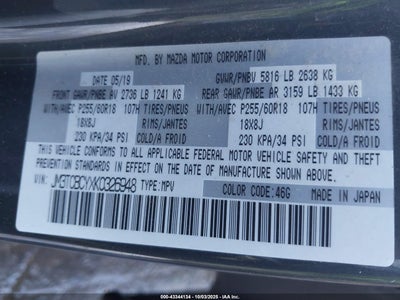 MFD. BY MAZDA MOTOR CORPORATION
DATE 05/19 GVWR/PNBV 5816 LB 2638 KG
FRONT GAWR/PNBE AV 2736 LB 1241 KG REAR GAWR/PNBE AR 3159 LB 1433 KG
WITH/AVEC P255/60R18 107H TIRES/PNEUS WITH/AVEC P255/60R18 107H TIRES/PNEUS
18X8J RIMS/JANTES 18X8J RIMS/JANTES
230 KPA/34 PSI COLD/A FROID 230 KPA/34 PSI COLD/A FROID
THIS VEHICLE CONFORMS TO ALL APPLICABLE FEDERAL MOTOR VEHICLE SAFETY AND THEFT PREVENTION
STANDARDS IN EFFECT ON THE DATE OF MANUFACTURE SHOWN ABOVE.
VIN: JM3TCBCYXK0326948 TYPE: MPV COLOR CODE: 46G MADE IN JAPAN
000-43344134 - 10/03/2025 - 000000